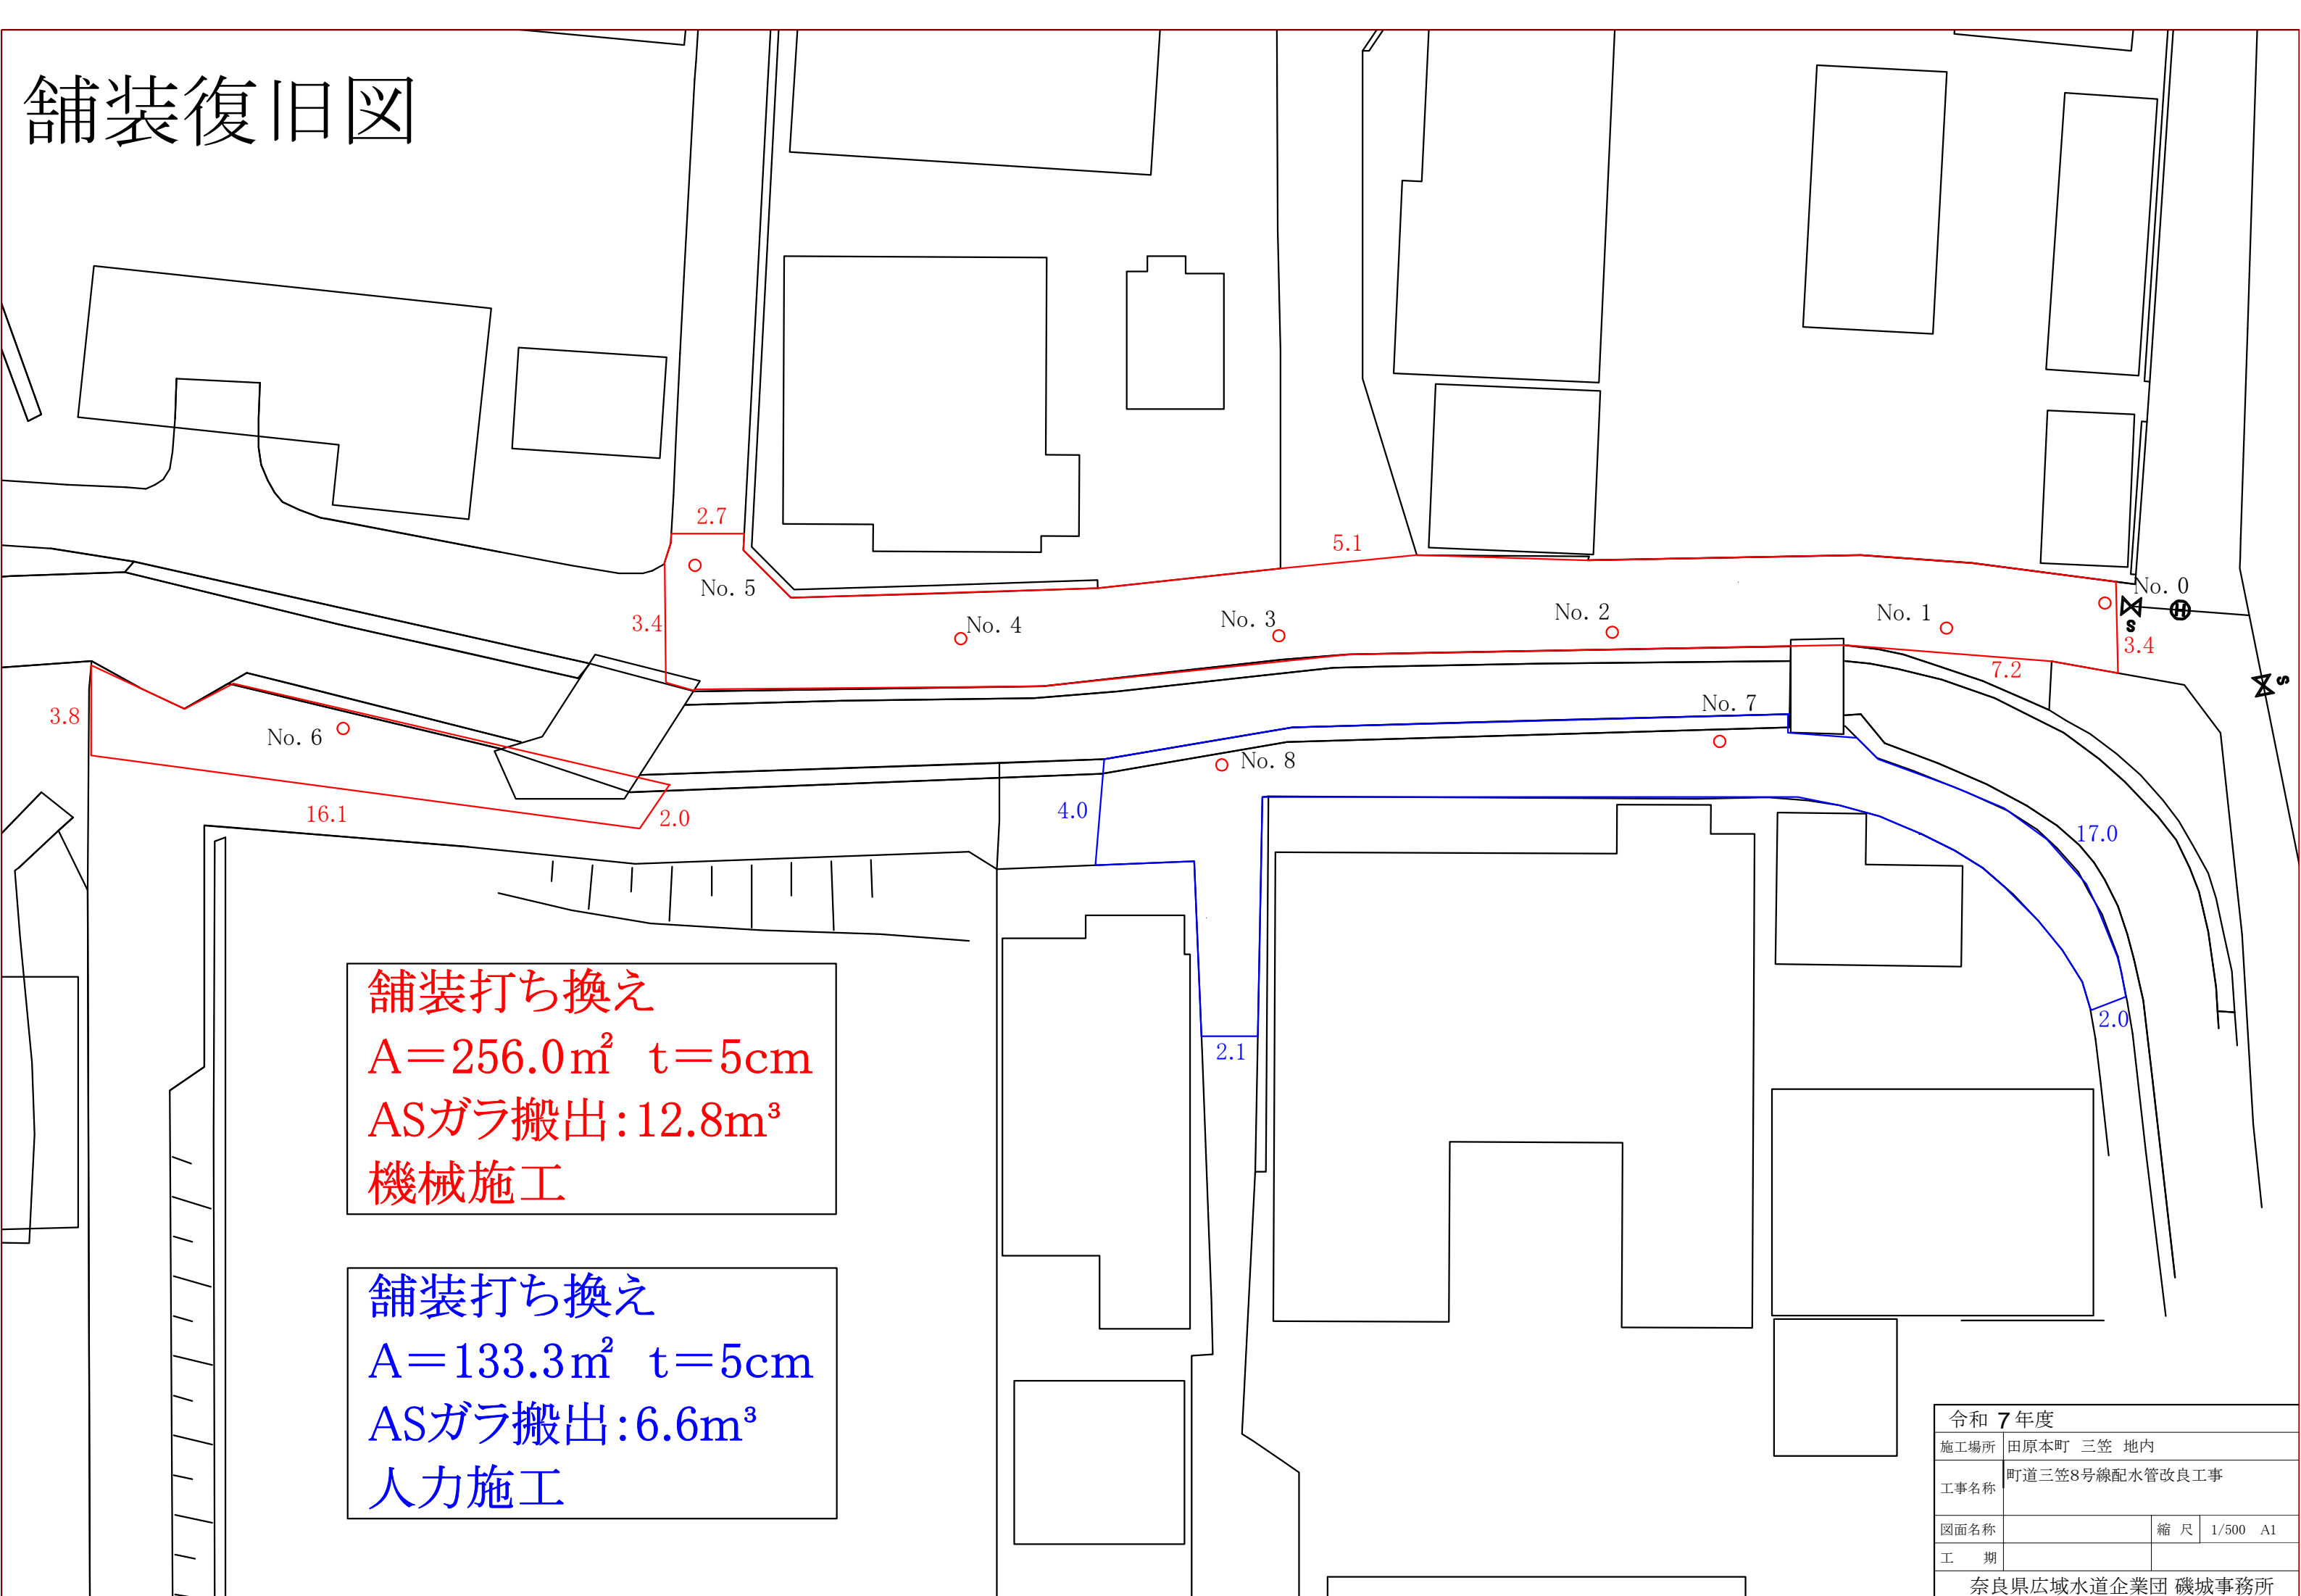 舗装復旧図
2.7
5.1
No. 5
No. 0
3.4
No. 4
No. 3
No. 2
No. 1
H
S
3.4
7.2
S
3.8
No. 6
No. 7
No. 8
16.1
2.0
4.0
17.0
2.0
2.1
舗装打ち換え
A=256.0㎡ t=5cm
ASガラ搬出:12.8m³
機械施工
舗装打ち換え
A=133.3㎡ t=5cm
ASガラ搬出:6.6m³
人力施工
令和 7 年度
施工場所 田原本町 三笠 地内
工事名称 町道三笠8号線配水管改良工事
図面名称 縮 尺 1/500 A1
工 期
奈良県広域水道企業団 磯城事務所